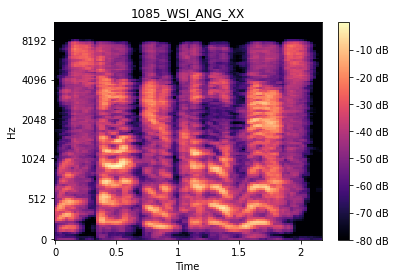 1085_WSI_ANG_XX
8192
4096
2048
1024
512
0
Hz
0
0.5
1
1.5
2
Time
-10 dB
-20 dB
-30 dB
-40 dB
-50 dB
-60 dB
-70 dB
-80 dB